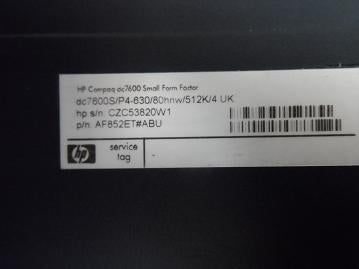 HP Compaq dc7600 Small Form Factor
dc7600S/P4-630/80hnw/512K/4 UK
hp s/n. CZC53820W1
p/n. AF852ET#ABU
hp
service
tag
-